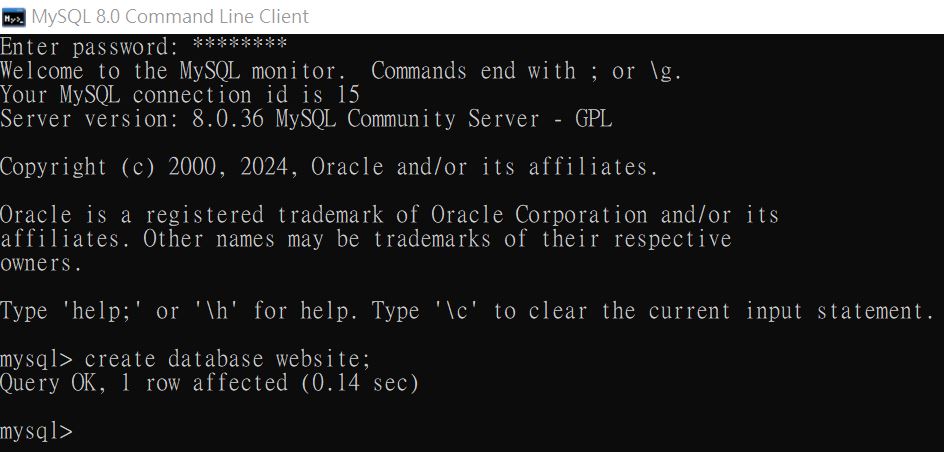 MySQL 8.0 Command Line Client
Enter password: ********
Welcome to the MySQL monitor.  Commands end with ; or \g.
Your MySQL connection id is 15
Server version: 8.0.36 MySQL Community Server - GPL

Copyright (c) 2000, 2024, Oracle and/or its affiliates.

Oracle is a registered trademark of Oracle Corporation and/or its
affiliates. Other names may be trademarks of their respective
owners.

Type 'help;' or '\h' for help. Type '\c' to clear the current input statement.

mysql> create database website;
Query OK, 1 row affected (0.14 sec)

mysql>